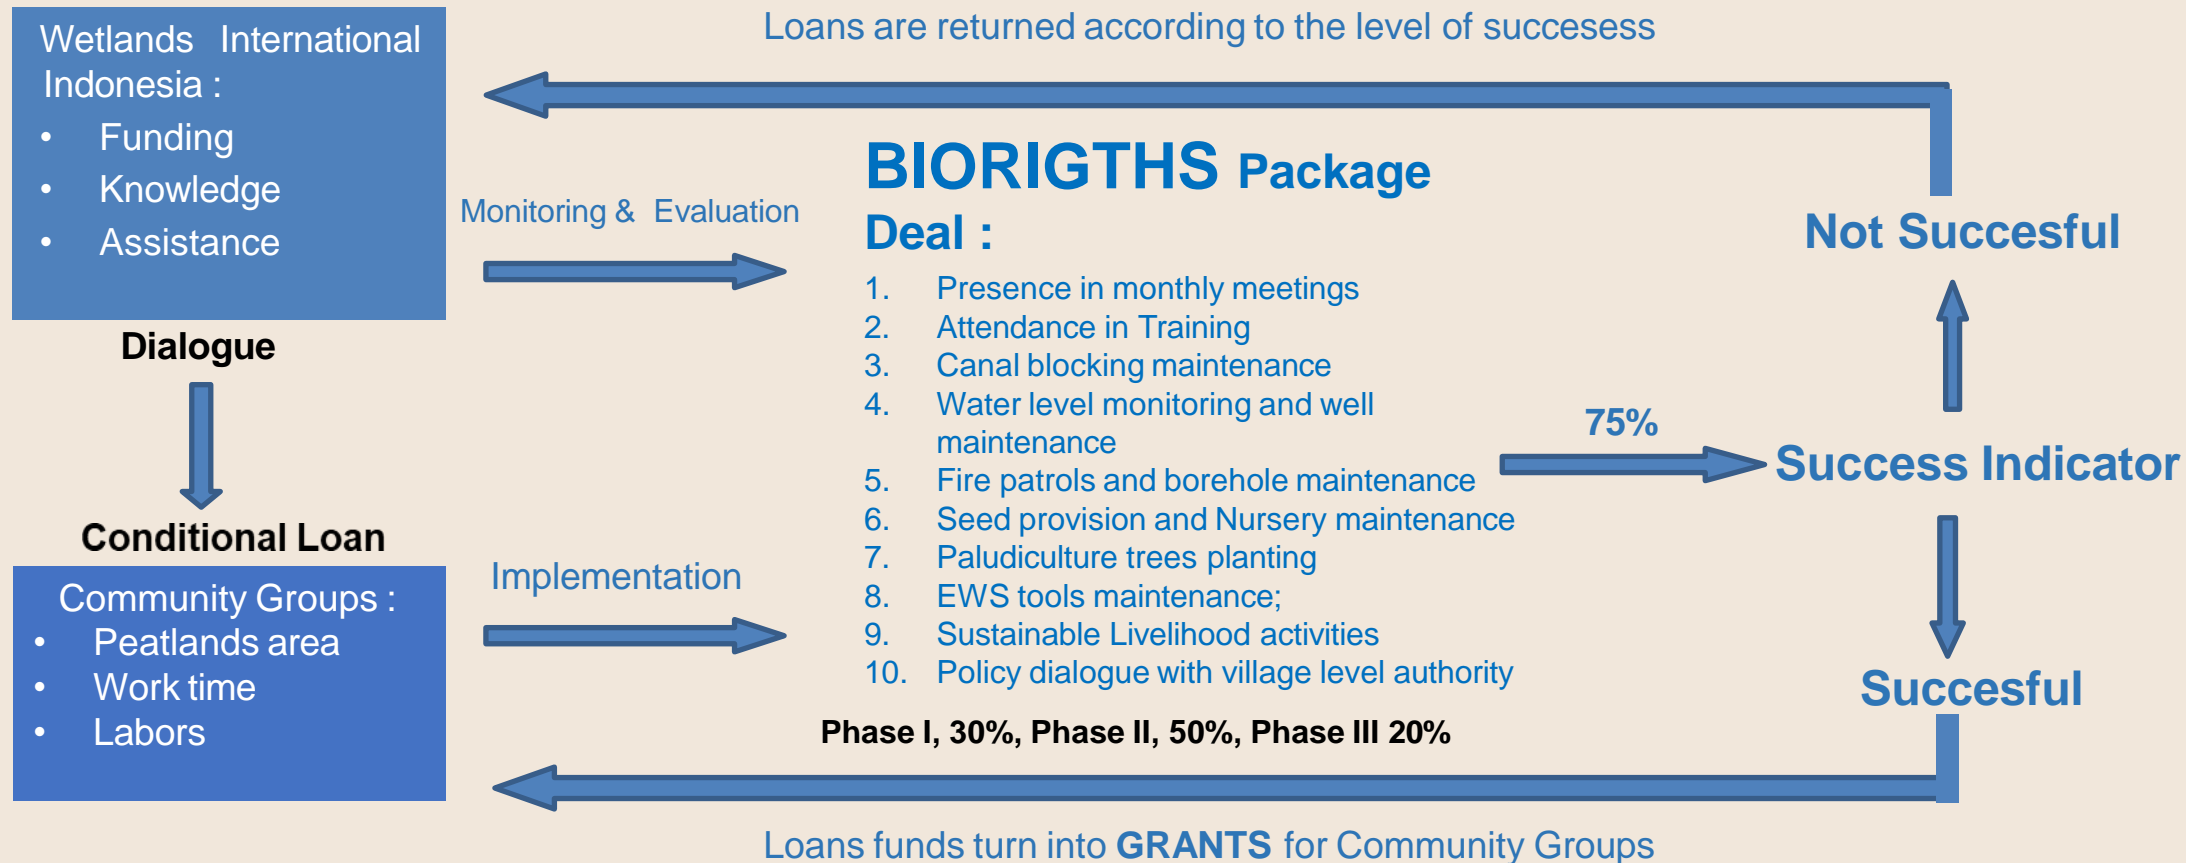 Loans are returned according to the level of succesess
Wetlands International
Indonesia :
• Funding
• Knowledge
• Assistance
Dialogue
Conditional Loan
Community Groups :
• Peatlands area
• Work time
• Labors
Monitoring & Evaluation
Implementation
BIORIGTHS Package
Deal :
1. Presence in monthly meetings
2. Attendance in Training
3. Canal blocking maintenance
4. Water level monitoring and well
maintenance
5. Fire patrols and borehole maintenance
6. Seed provision and Nursery maintenance
7. Paludiculture trees planting
8. EWS tools maintenance;
9. Sustainable Livelihood activities
10. Policy dialogue with village level authority
Phase I, 30%, Phase II, 50%, Phase III 20%
75%
Not Succesful
Success Indicator
Succesful
Loans funds turn into GRANTS for Community Groups